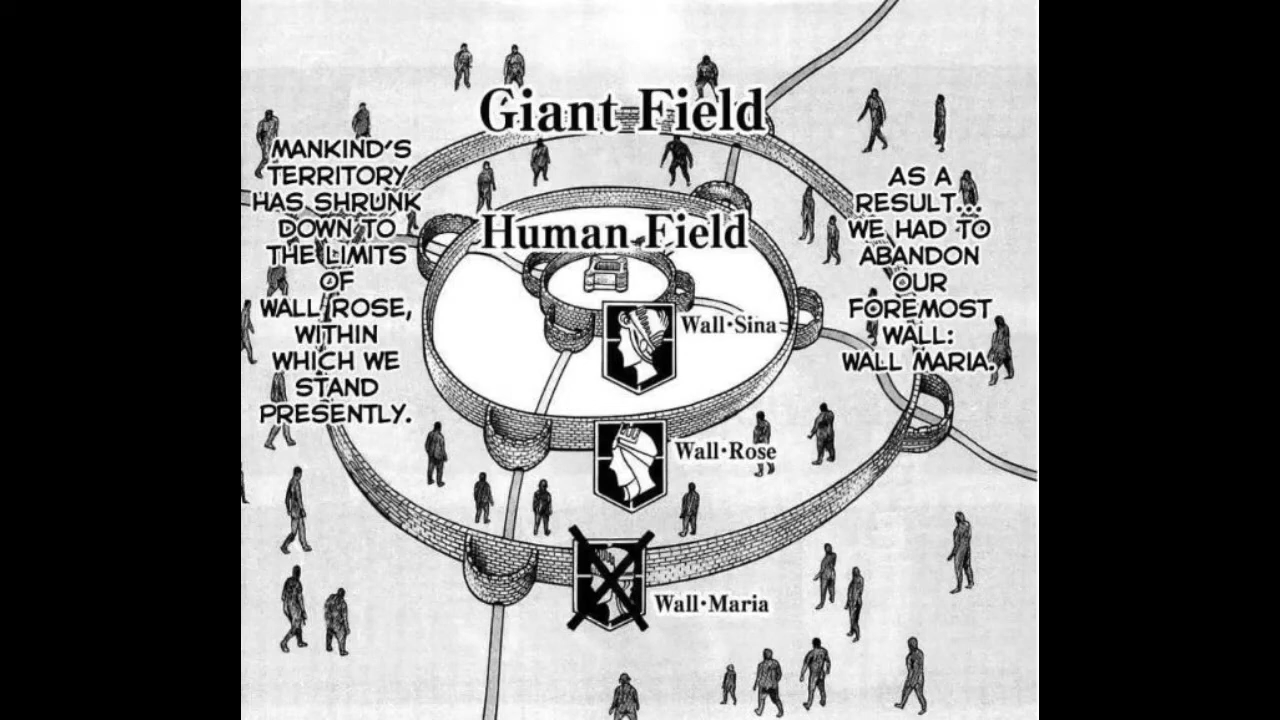 Giant Field
MANKIND'S
TERRITORY
HAS SHRUNK
DOWN TO
THE LIMITS
OF
WALL ROSE,
WITHIN
WHICH WE
STAND
PRESENTLY.
Human Field
AS A
RESULT...
WE HAD TO
ABANDON
OUR
FOREMOST
WALL:
WALL MARIA.
Wall·Sina
Wall·Rose
Wall·Maria